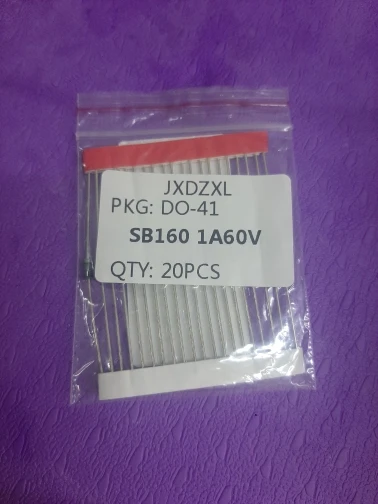 JXDZXL
PKG: DO-41
SB160 1A60V
QTY: 20PCS